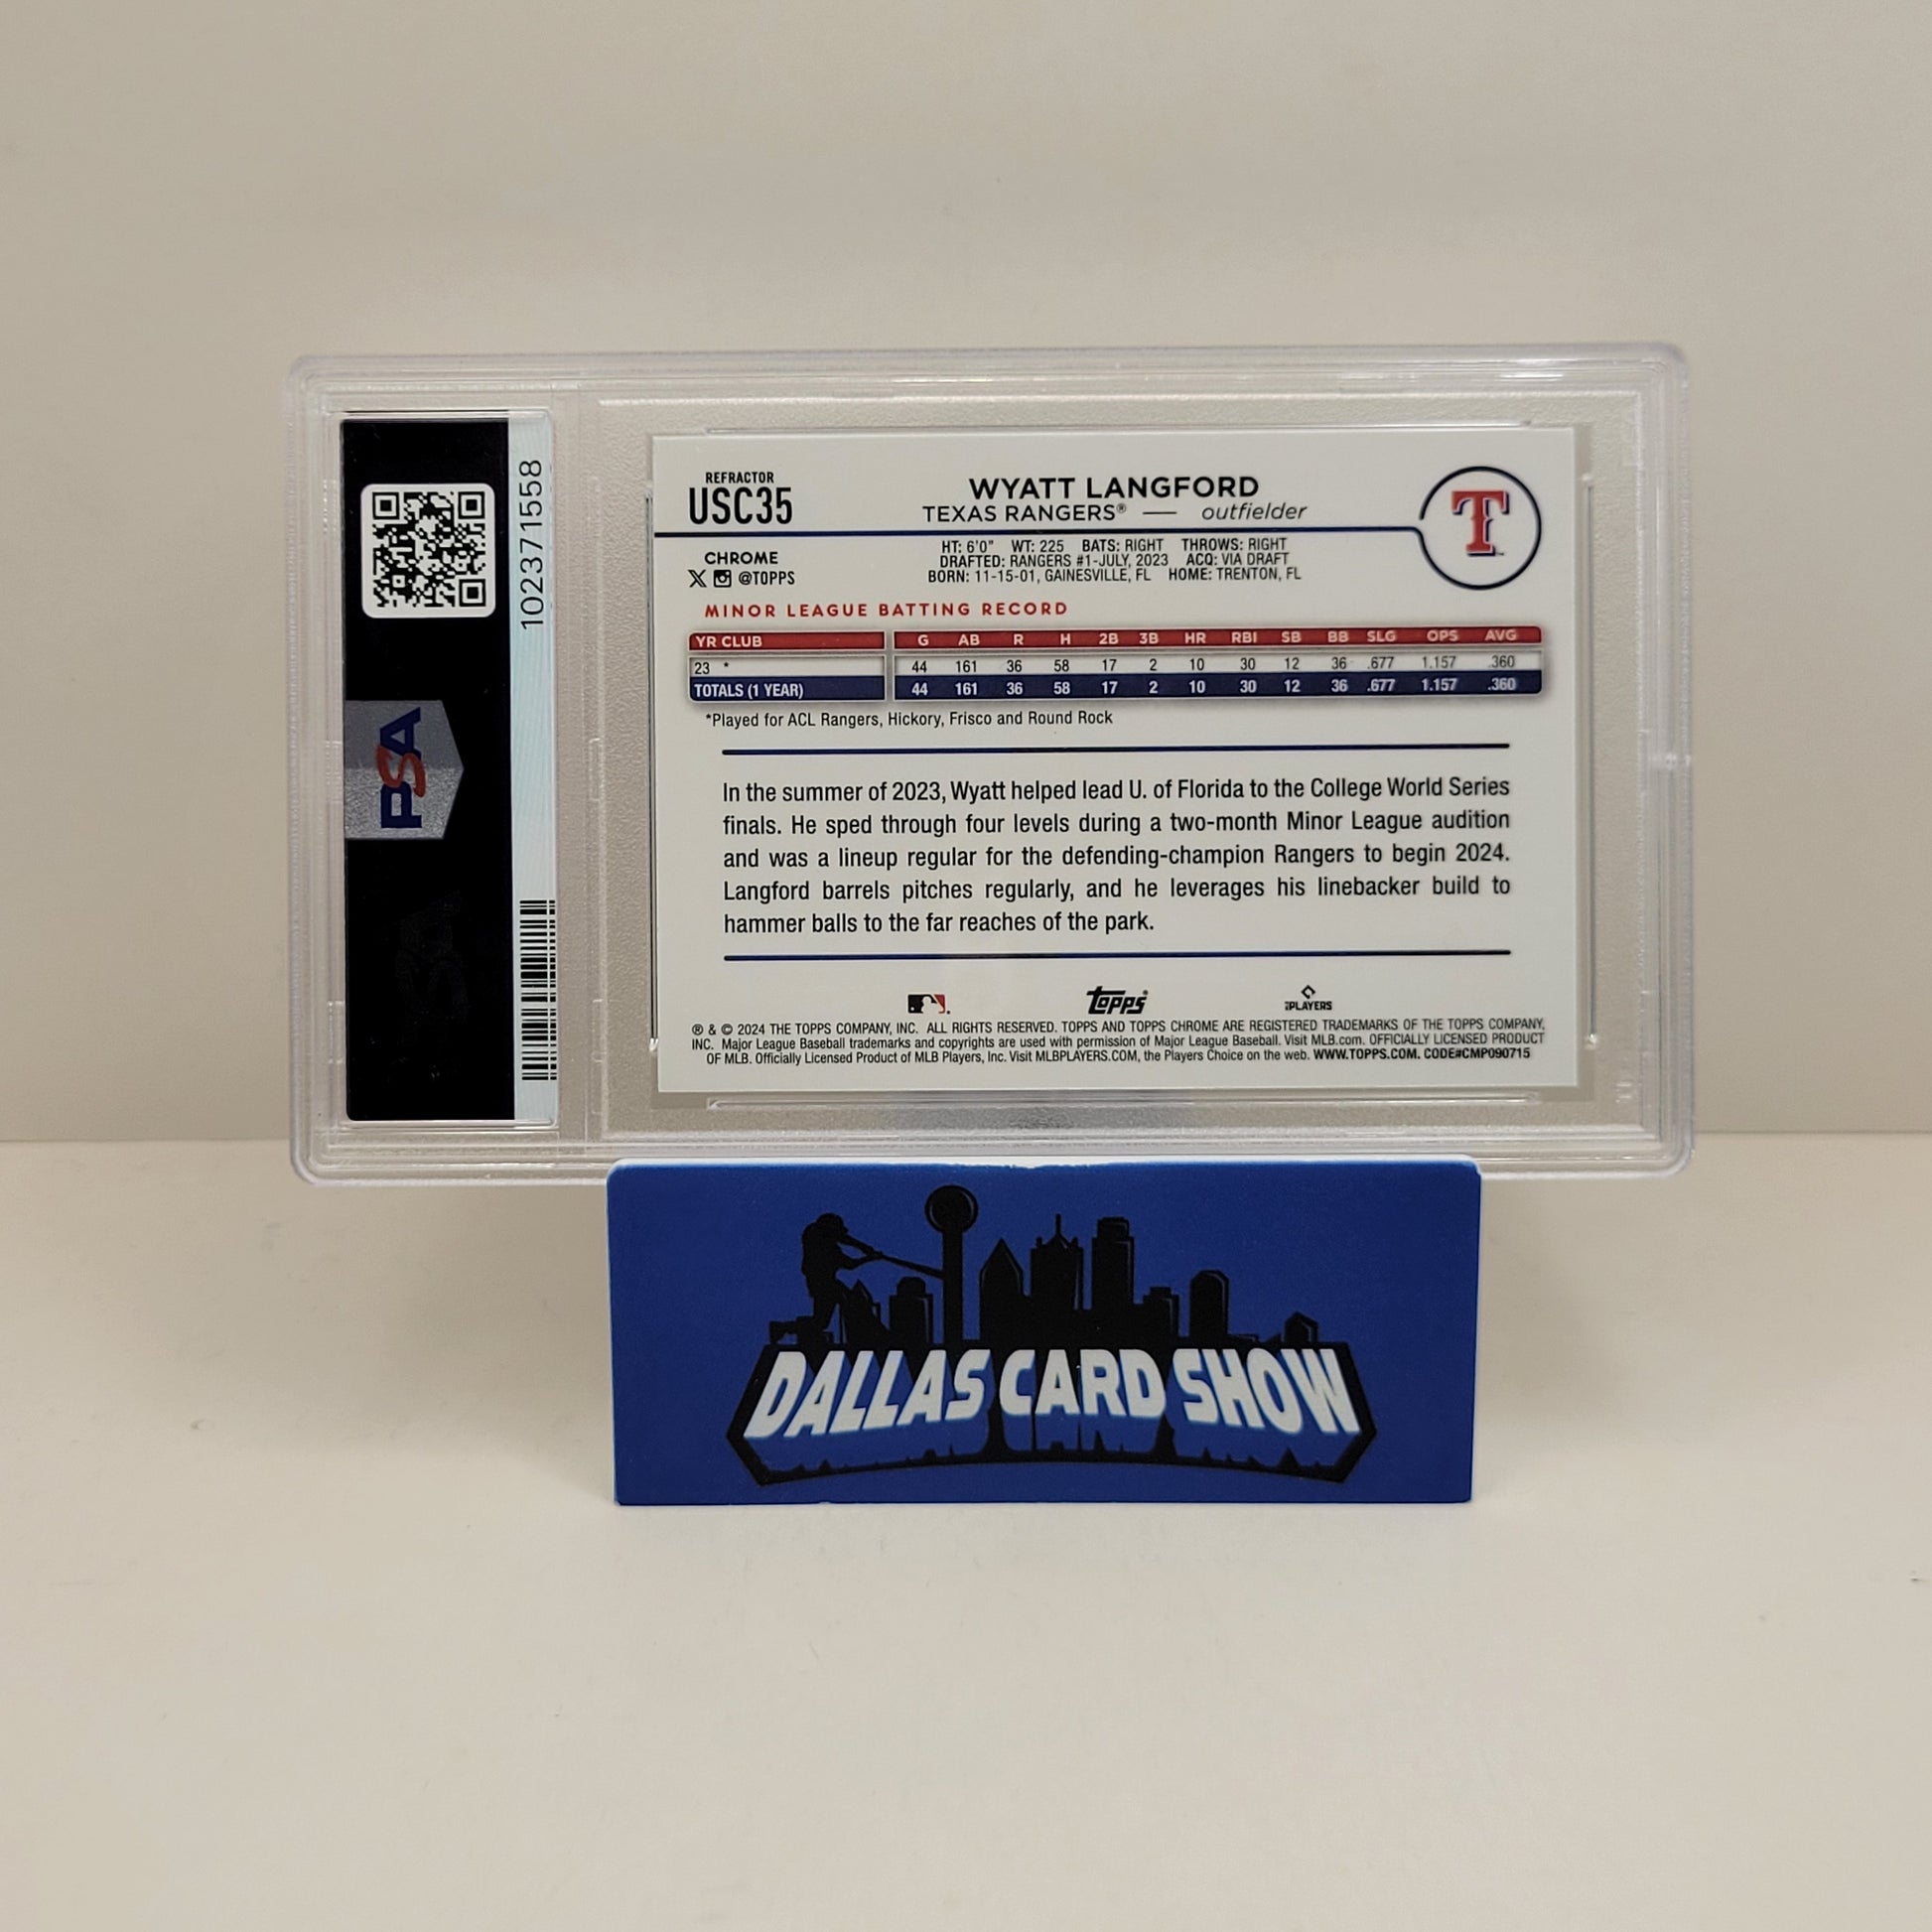 102371558
PSA
REFRACTOR
USC35
WYATT LANGFORD
TEXAS RANGERS® — outfielder
T
CHROME
@TOPPS
HT: 6'0" WT: 225 BATS: RIGHT THROWS: RIGHT
DRAFTED: RANGERS #1-JULY, 2023 ACQ: VIA DRAFT
BORN: 11-15-01, GAINESVILLE, FL HOME: TRENTON, FL
MINOR LEAGUE BATTING RECORD
YR CLUB G AB R H 2B 3B HR RBI SB BB SLG OPS AVG
23 * 44 161 36 58 17 2 10 30 12 36 .677 1.157 .360
TOTALS (1 YEAR) 44 161 36 58 17 2 10 30 12 36 .677 1.157 .360
*Played for ACL Rangers, Hickory, Frisco and Round Rock
In the summer of 2023, Wyatt helped lead U. of Florida to the College World Series
finals. He sped through four levels during a two-month Minor League audition
and was a lineup regular for the defending-champion Rangers to begin 2024.
Langford barrels pitches regularly, and he leverages his linebacker build to
hammer balls to the far reaches of the park.
topps
PLAYERS
® & © 2024 THE TOPPS COMPANY, INC. ALL RIGHTS RESERVED. TOPPS AND TOPPS CHROME ARE REGISTERED TRADEMARKS OF THE TOPPS COMPANY,
INC. Major League Baseball trademarks and copyrights are used with permission of Major League Baseball. Visit MLB.com. OFFICIALLY LICENSED PRODUCT
OF MLB. Officially Licensed Product of MLB Players, Inc. Visit MLBPLAYERS.COM, the Players Choice on the web. WWW.TOPPS.COM. CODE#CMP090715
DALLAS CARD SHOW